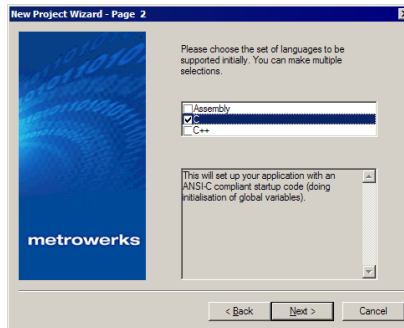 New Project Wizard - Page 2
Please choose the set of languages to be
supported initially. You can make multiple
selections.
Assembly
C
C++
This will set up your application with an
ANSI-C compliant startup code (doing
initialisation of global variables).
metrowerks
< Back
Next >
Cancel